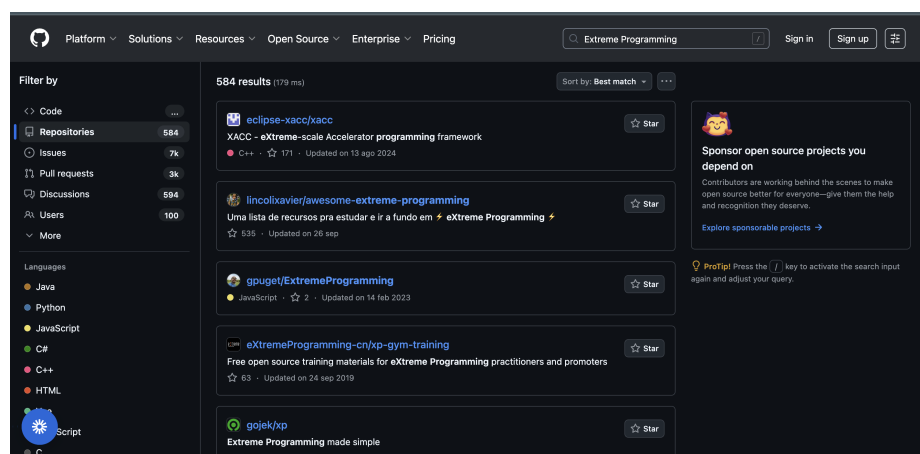 Platform Solutions Resources Open Source Enterprise Pricing Extreme Programming / Sign in Sign up
Filter by
Code ...
Repositories 584
Issues 7k
Pull requests 3k
Discussions 594
Users 100
More
Languages
Java
Python
JavaScript
C#
C++
HTML
Script
C
584 results (179 ms) Sort by: Best match ...
eclipse-xacc/xacc Star
XACC - eXtreme-scale Accelerator programming framework
C++ · 171 · Updated on 13 ago 2024
lincolixavier/awesome-extreme-programming Star
Uma lista de recursos pra estudar e ir a fundo em ⚡ eXtreme Programming ⚡
535 · Updated on 26 sep
gpuget/ExtremeProgramming Star
JavaScript · 2 · Updated on 14 feb 2023
eXtremeProgramming-cn/xp-gym-training Star
Free open source training materials for eXtreme Programming practitioners and promoters
63 · Updated on 24 sep 2019
gojek/xp Star
Extreme Programming made simple
Sponsor open source projects you
depend on
Contributors are working behind the scenes to make
open source better for everyone—give them the help
and recognition they deserve.
Explore sponsorable projects →
ProTip! Press the / key to activate the search input
again and adjust your query.